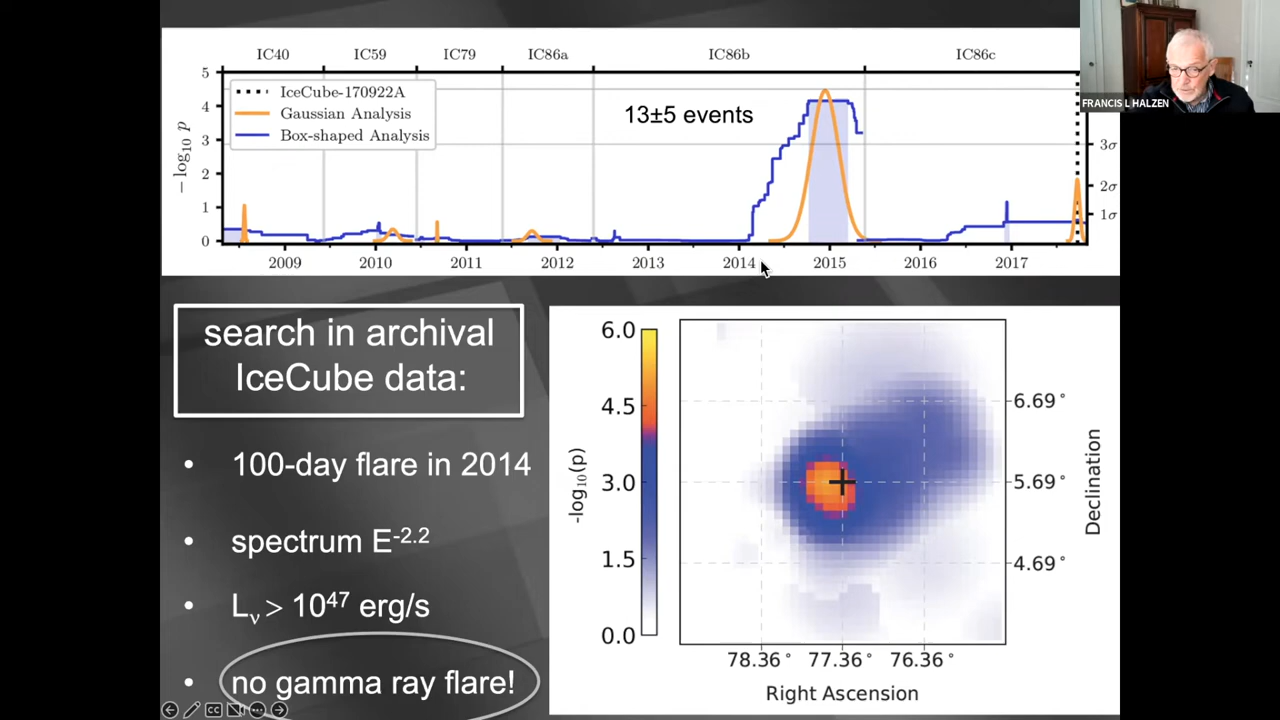 IC40 IC59 IC79 IC86a IC86b IC86c
FRANCIS L HALZEN
5
4
3
2
1
0
− log₁₀ p
IceCube-170922A
Gaussian Analysis
Box-shaped Analysis
13±5 events
3σ
2σ
1σ
2009 2010 2011 2012 2013 2014 2015 2016 2017
search in archival
IceCube data:
• 100-day flare in 2014
• spectrum E⁻²·²
• Lᵥ > 10⁴⁷ erg/s
• no gamma ray flare!
CC
6.0
4.5
3.0
1.5
0.0
-log₁₀(p)
6.69°
5.69°
4.69°
Declination
78.36° 77.36° 76.36°
Right Ascension